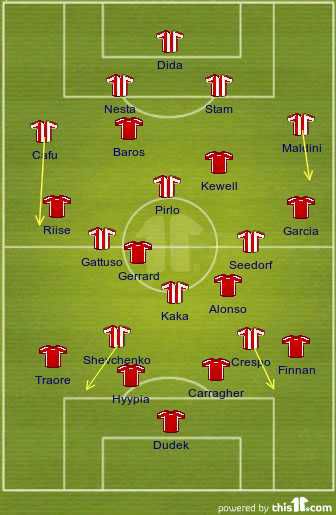 Dida
Nesta
Stam
Cafu
Baros
Maldini
Kewell
Pirlo
Riise
Garcia
Gattuso
Seedorf
Gerrard
Kaka
Alonso
Shevchenko
Crespo
Finnan
Traore
Hyypia
Carragher
Dudek
powered by this11.com